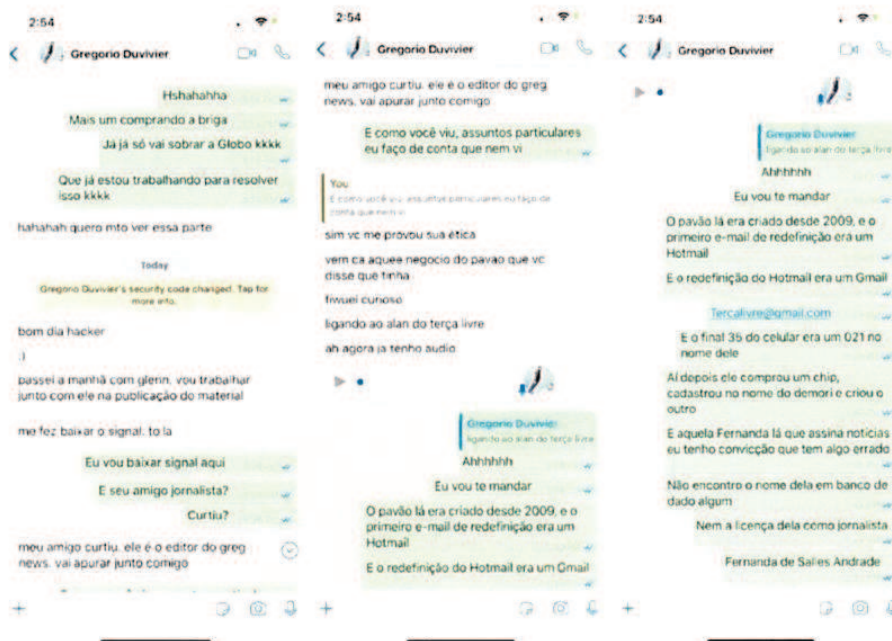 2:54
Gregorio Duvivier
Hshahahha
Mais um comprando a briga
Já já só vai sobrar a Globo kkkk
Que já estou trabalhando para resolver
isso kkkk
hahahah quero mto ver essa parte
Today
Gregorio Duvivier's security code changed. Tap for
more info.
bom dia hacker
:)
passei a manhã com glenn. vou trabalhar
junto com ele na publicação do material
me fez baixar o signal. to la
Eu vou baixar signal aqui
E seu amigo jornalista?
Curtiu?
meu amigo curtiu. ele é o editor do greg
news. vai apurar junto comigo
2:54
Gregorio Duvivier
meu amigo curtiu. ele é o editor do greg
news. vai apurar junto comigo
E como você viu, assuntos particulares
eu faço de conta que nem vi
You
E como você viu, assuntos particulares eu faço de
conta que nem vi
sim vc me provou sua ética
vem ca aquee negocio do pavao que vc
disse que tinha
fiwuei curioso
ligando ao alan do terça livre
ah agora ja tenho audio
Gregorio Duvivier
ligando ao alan do terça livre
Ahhhhhh
Eu vou te mandar
O pavão lá era criado desde 2009, e o
primeiro e-mail de redefinição era um
Hotmail
E o redefinição do Hotmail era um Gmail
2:54
Gregorio Duvivier
Gregorio Duvivier
ligando ao alan do terça livre
Ahhhhhh
Eu vou te mandar
O pavão lá era criado desde 2009, e o
primeiro e-mail de redefinição era um
Hotmail
E o redefinição do Hotmail era um Gmail
Tercalivre@gmail.com
E o final 35 do celular era um 021 no
nome dele
Aí depois ele comprou um chip,
cadastrou no nome do demori e criou o
outro
E aquela Fernanda lá que assina notícias
eu tenho convicção que tem algo errado
Não encontro o nome dela em banco de
dado algum
Nem a licença dela como jornalista
Fernanda de Salles Andrade